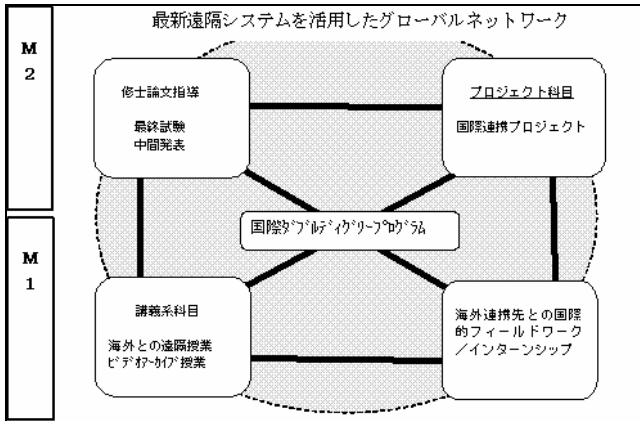 最新遠隔システムを活用したグローバルネットワーク
M
2
修士論文指導
最終試験
中間発表
プロジェクト科目
国際連携プロジェクト
国際ﾀﾞﾌﾞﾙﾃﾞｨｸﾞﾘｰﾌﾟﾛｸﾞﾗﾑ
M
1
講義系科目
海外との遠隔授業
ﾋﾞﾃﾞｵｱｰｶｲﾌﾞ授業
海外連携先との国際
的フィールドワーク
／インターンシップ